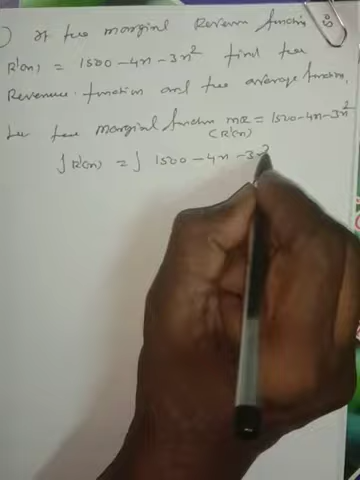 ) If the marginal Revenue function is
R'(x) = 1500 - 4x - 3x² find the
Revenue function and the average function.
Let the marginal function MR = 1500-4x-3x²
(R'(x))
∫ R'(x) = ∫ 1500 - 4x - 3x²